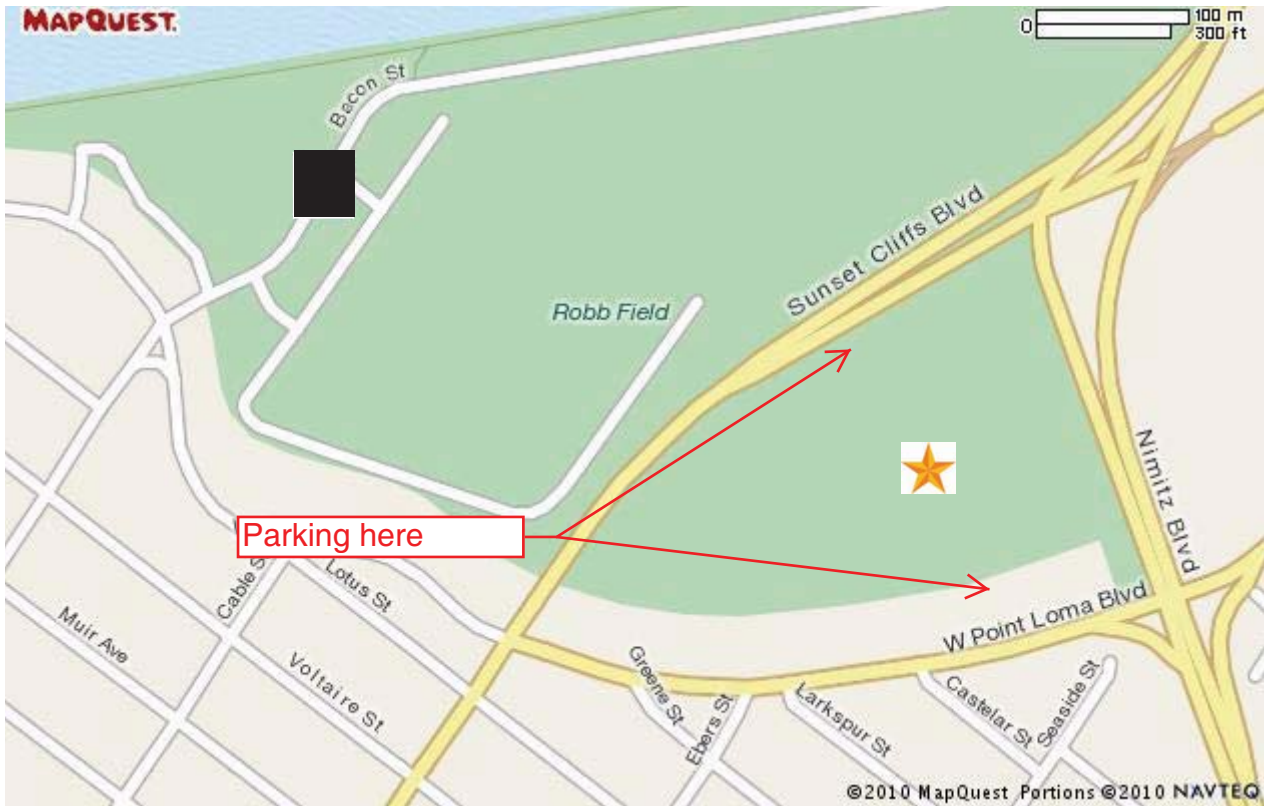 MAPQUEST.
0
100 m
300 ft
Bacon St
Sunset Cliffs Blvd
Robb Field
Nimitz Blvd
Parking here
Cable S
Lotus St
W Point Loma Blvd
Muir Ave
Voltaire St
Greene St
Ebers St
Larkspur St
Castelar St
Seaside St
©2010 MapQuest Portions ©2010 NAVTEQ